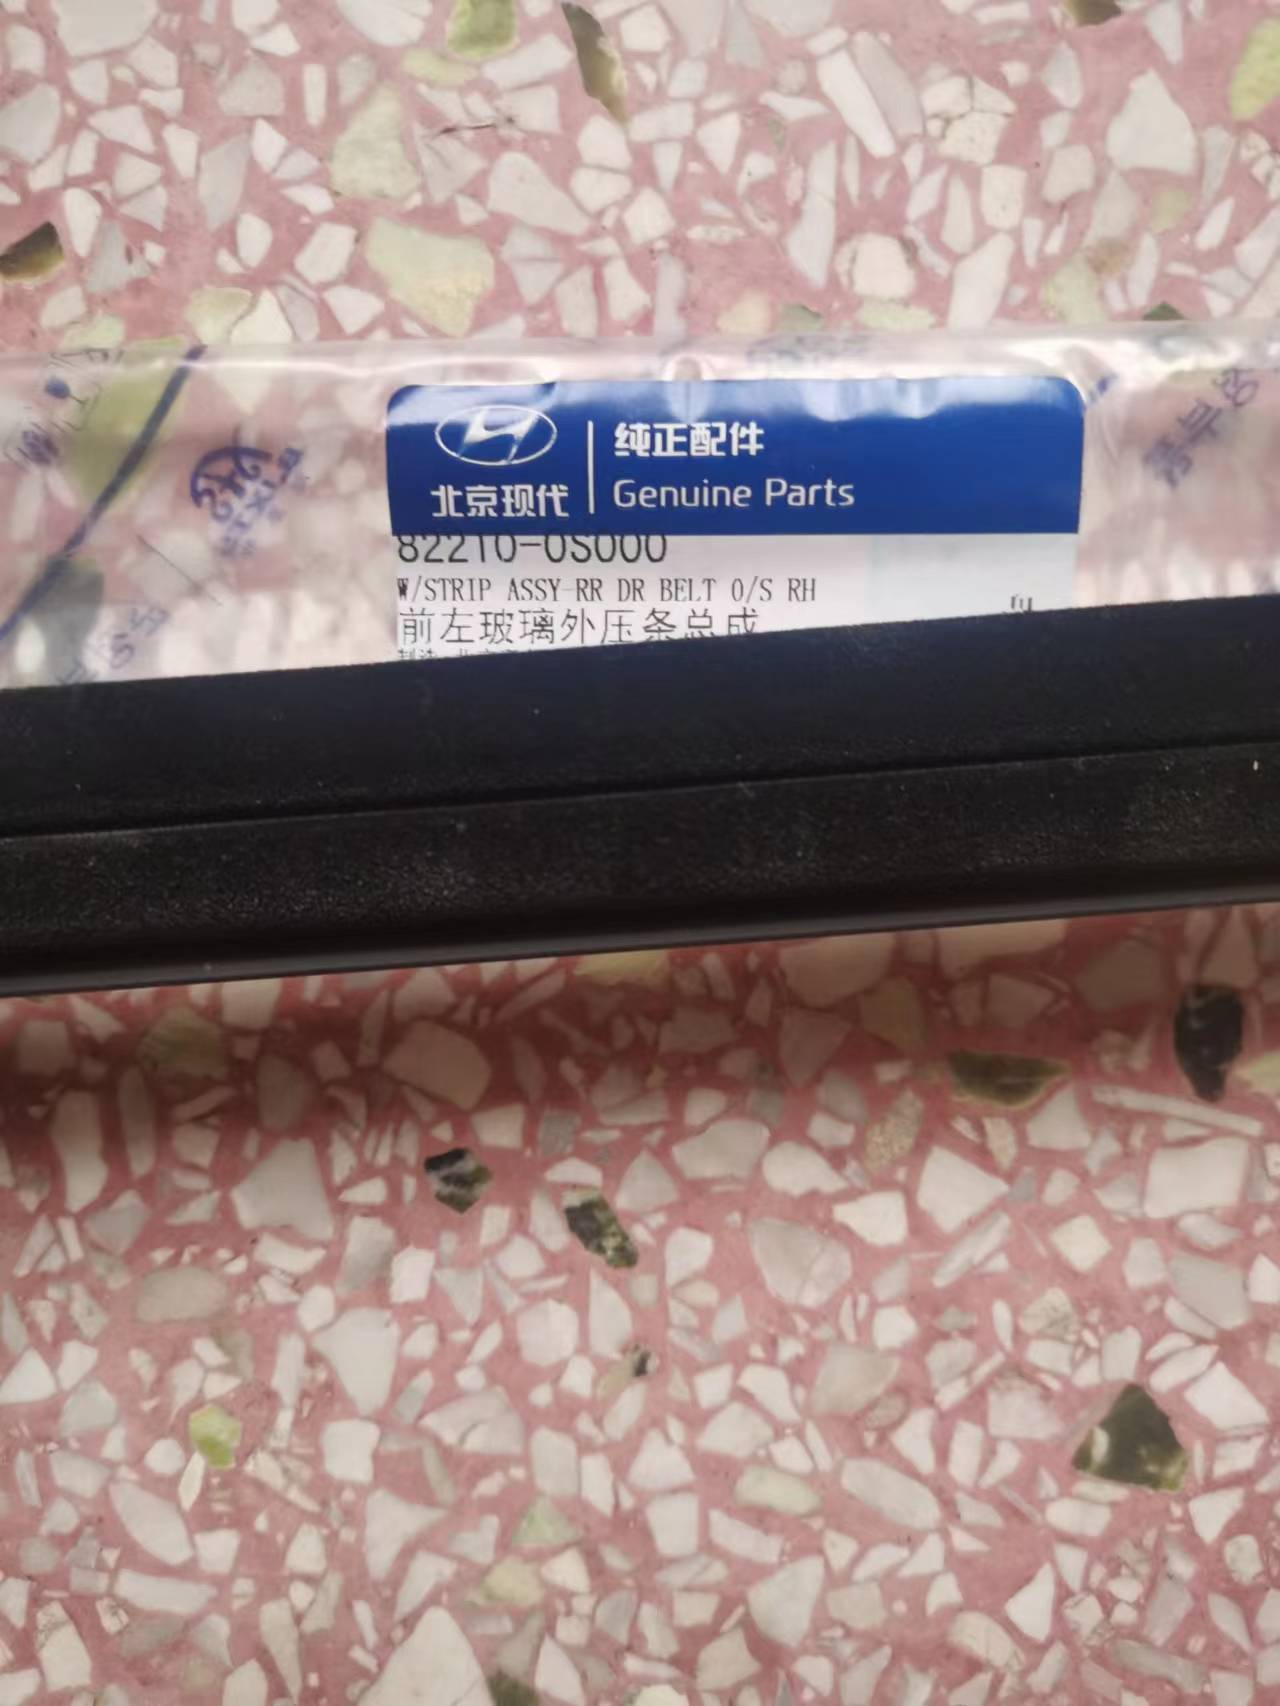 纯正配件
北京现代
Genuine Parts
82210-0S000
W/STRIP ASSY-RR DR BELT O/S RH
前左玻璃外压条总成